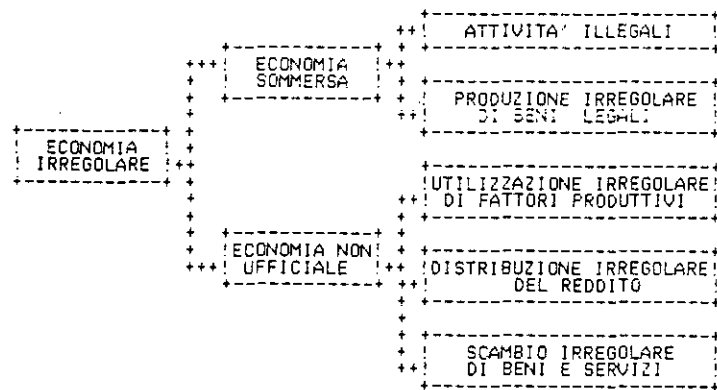 ATTIVITA' ILLEGALI
ECONOMIA
SOMMERSA
PRODUZIONE IRREGOLARE
DI BENI LEGALI
ECONOMIA
IRREGOLARE
UTILIZZAZIONE IRREGOLARE
DI FATTORI PRODUTTIVI
ECONOMIA NON
UFFICIALE
DISTRIBUZIONE IRREGOLARE
DEL REDDITO
SCAMBIO IRREGOLARE
DI BENI E SERVIZI